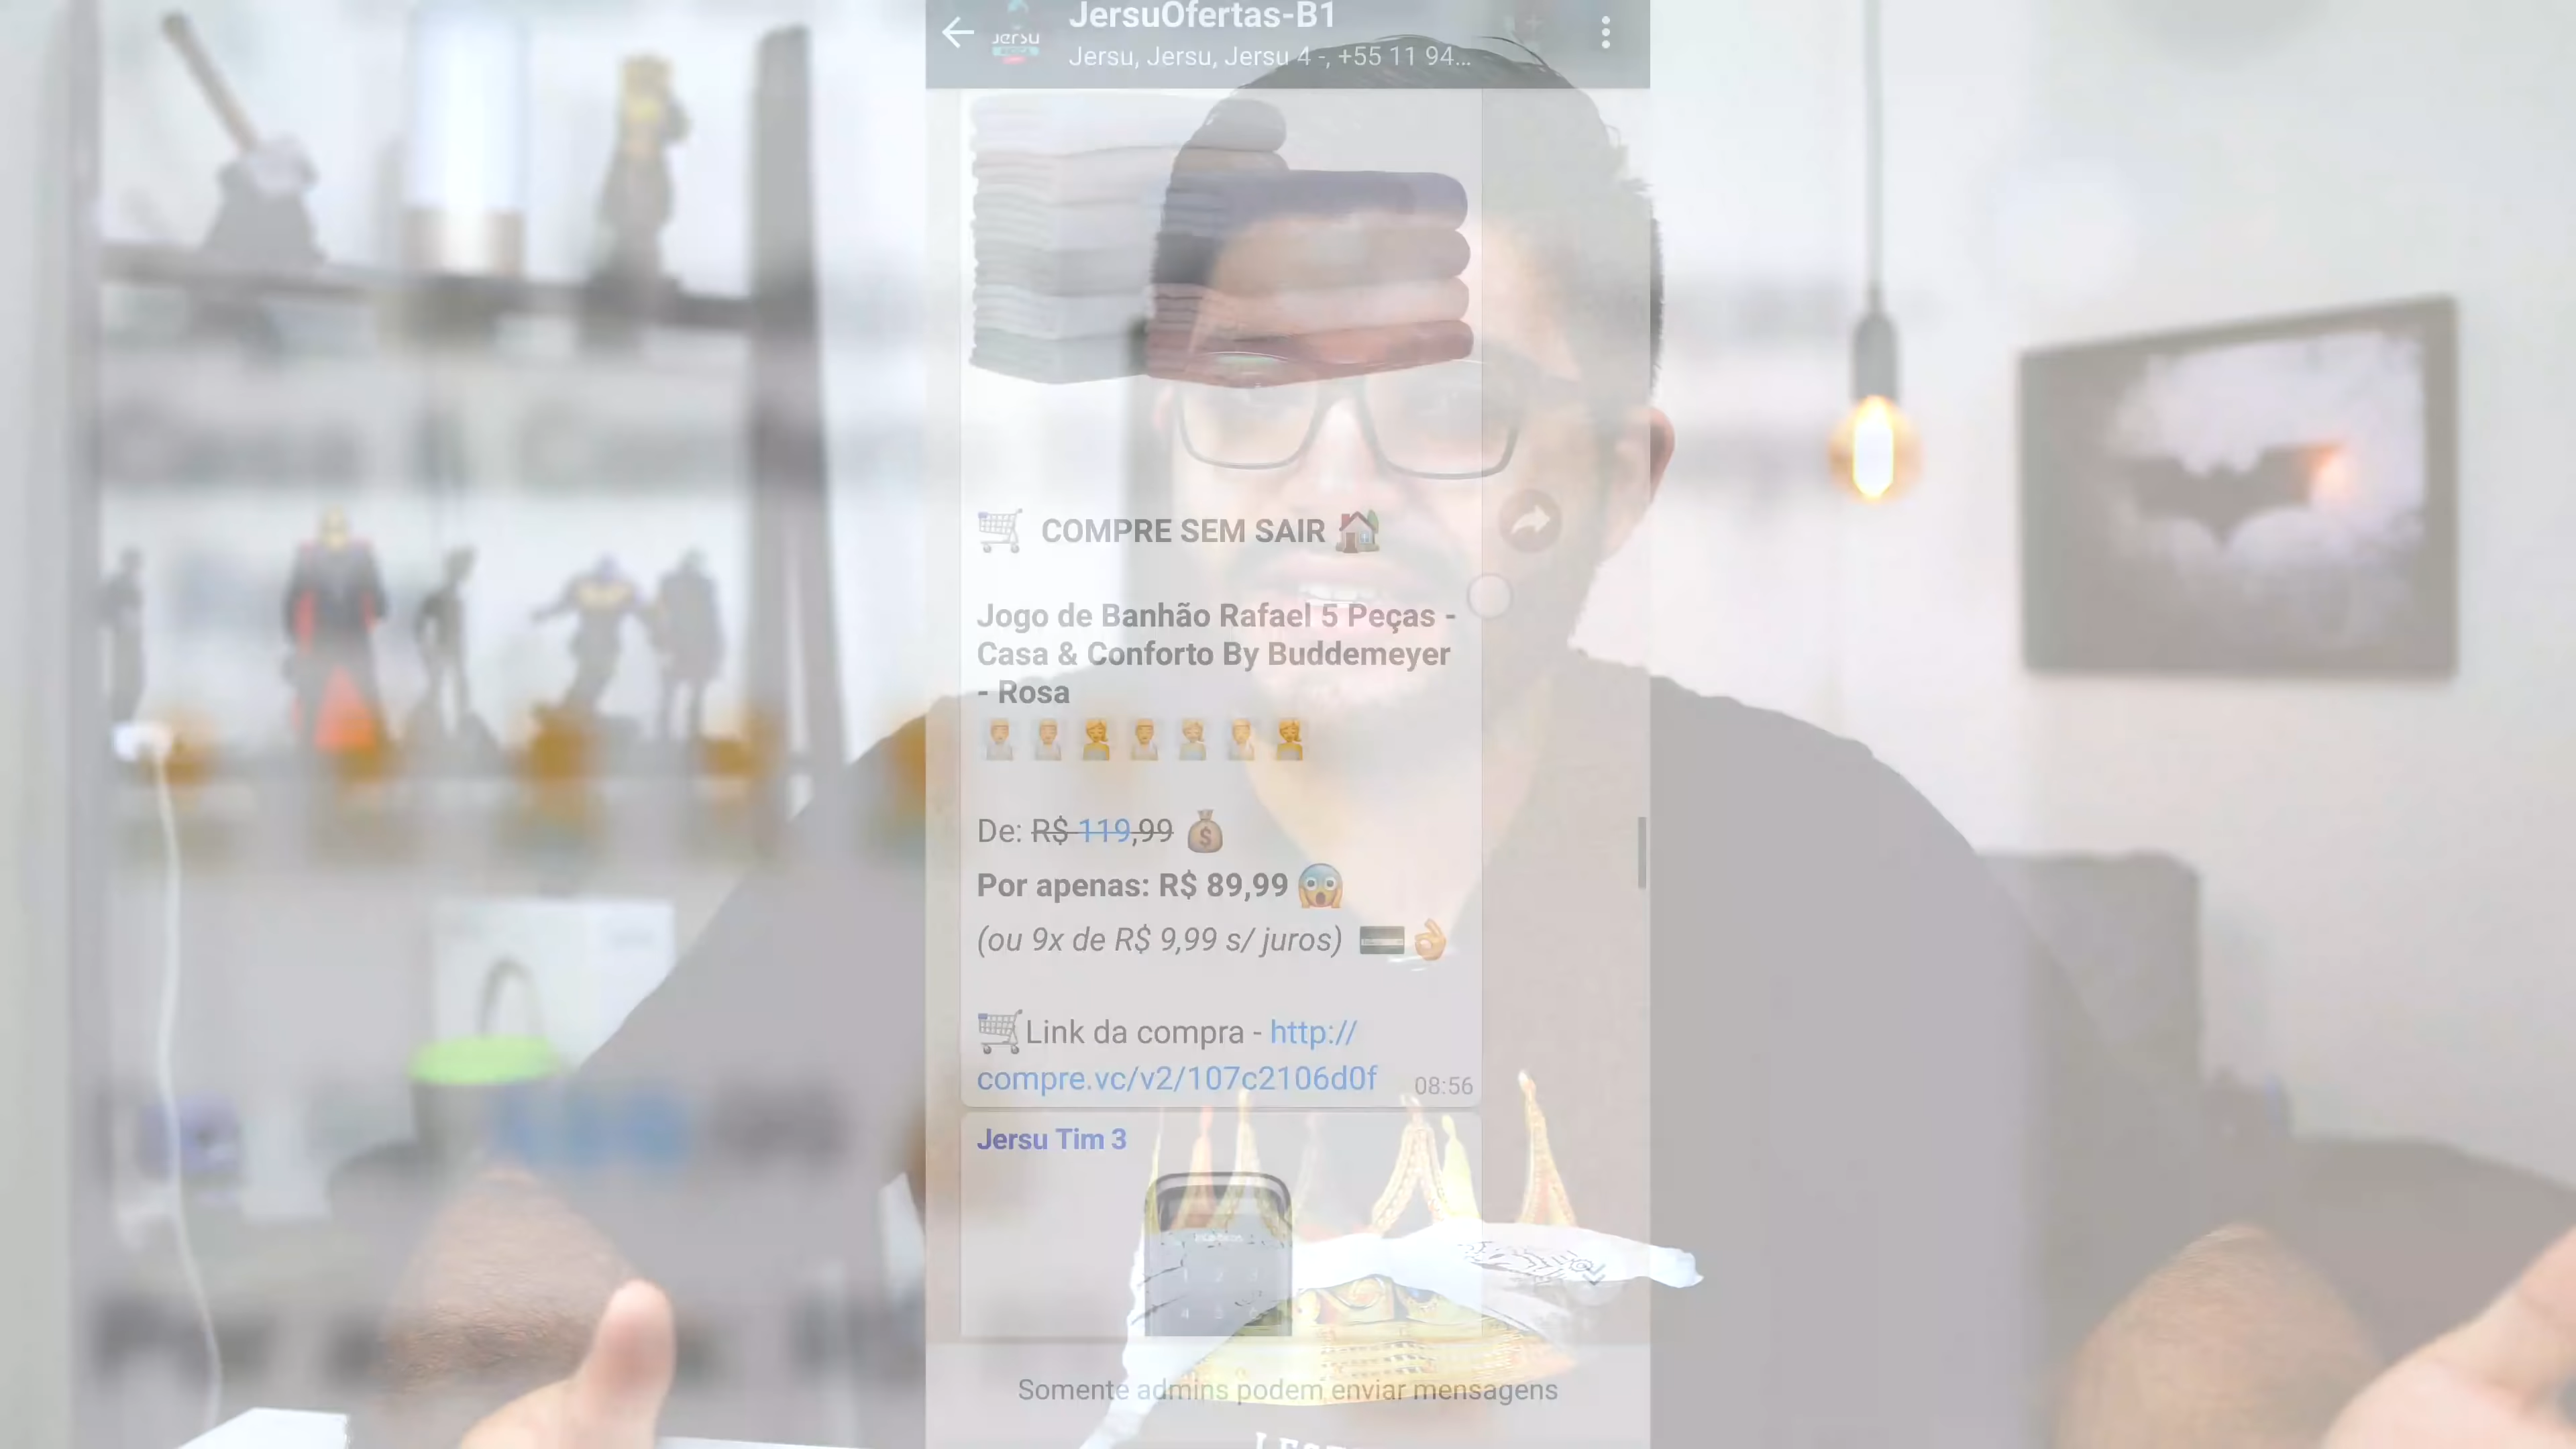 JersuOfertas-B1
Jersu, Jersu, Jersu 4 -, +55 11 94...
Jersu
🛒 COMPRE SEM SAIR 🏡
Jogo de Banhão Rafael 5 Peças -
Casa & Conforto By Buddemeyer
- Rosa
De: R$ 119,99 💰
Por apenas: R$ 89,99 😱
(ou 9x de R$ 9,99 s/ juros) 💳👌
🛒Link da compra - http://
compre.vc/v2/107c2106d0f
08:56
Jersu Tim 3
Somente admins podem enviar mensagens